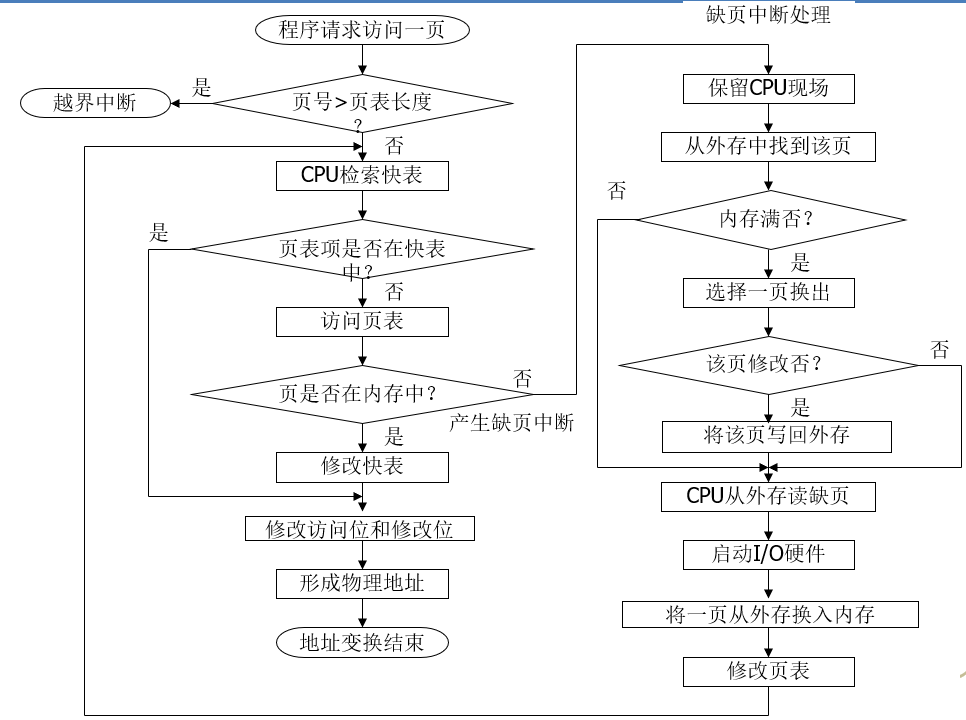 程序请求访问一页
是
越界中断
页号>页表长度
?
否
CPU检索快表
是
页表项是否在快表
中?
否
访问页表
页是否在内存中?
否
产生缺页中断
是
修改快表
修改访问位和修改位
形成物理地址
地址变换结束
缺页中断处理
保留CPU现场
从外存中找到该页
否
内存满否?
是
选择一页换出
该页修改否?
否
是
将该页写回外存
CPU从外存读缺页
启动I/O硬件
将一页从外存换入内存
修改页表